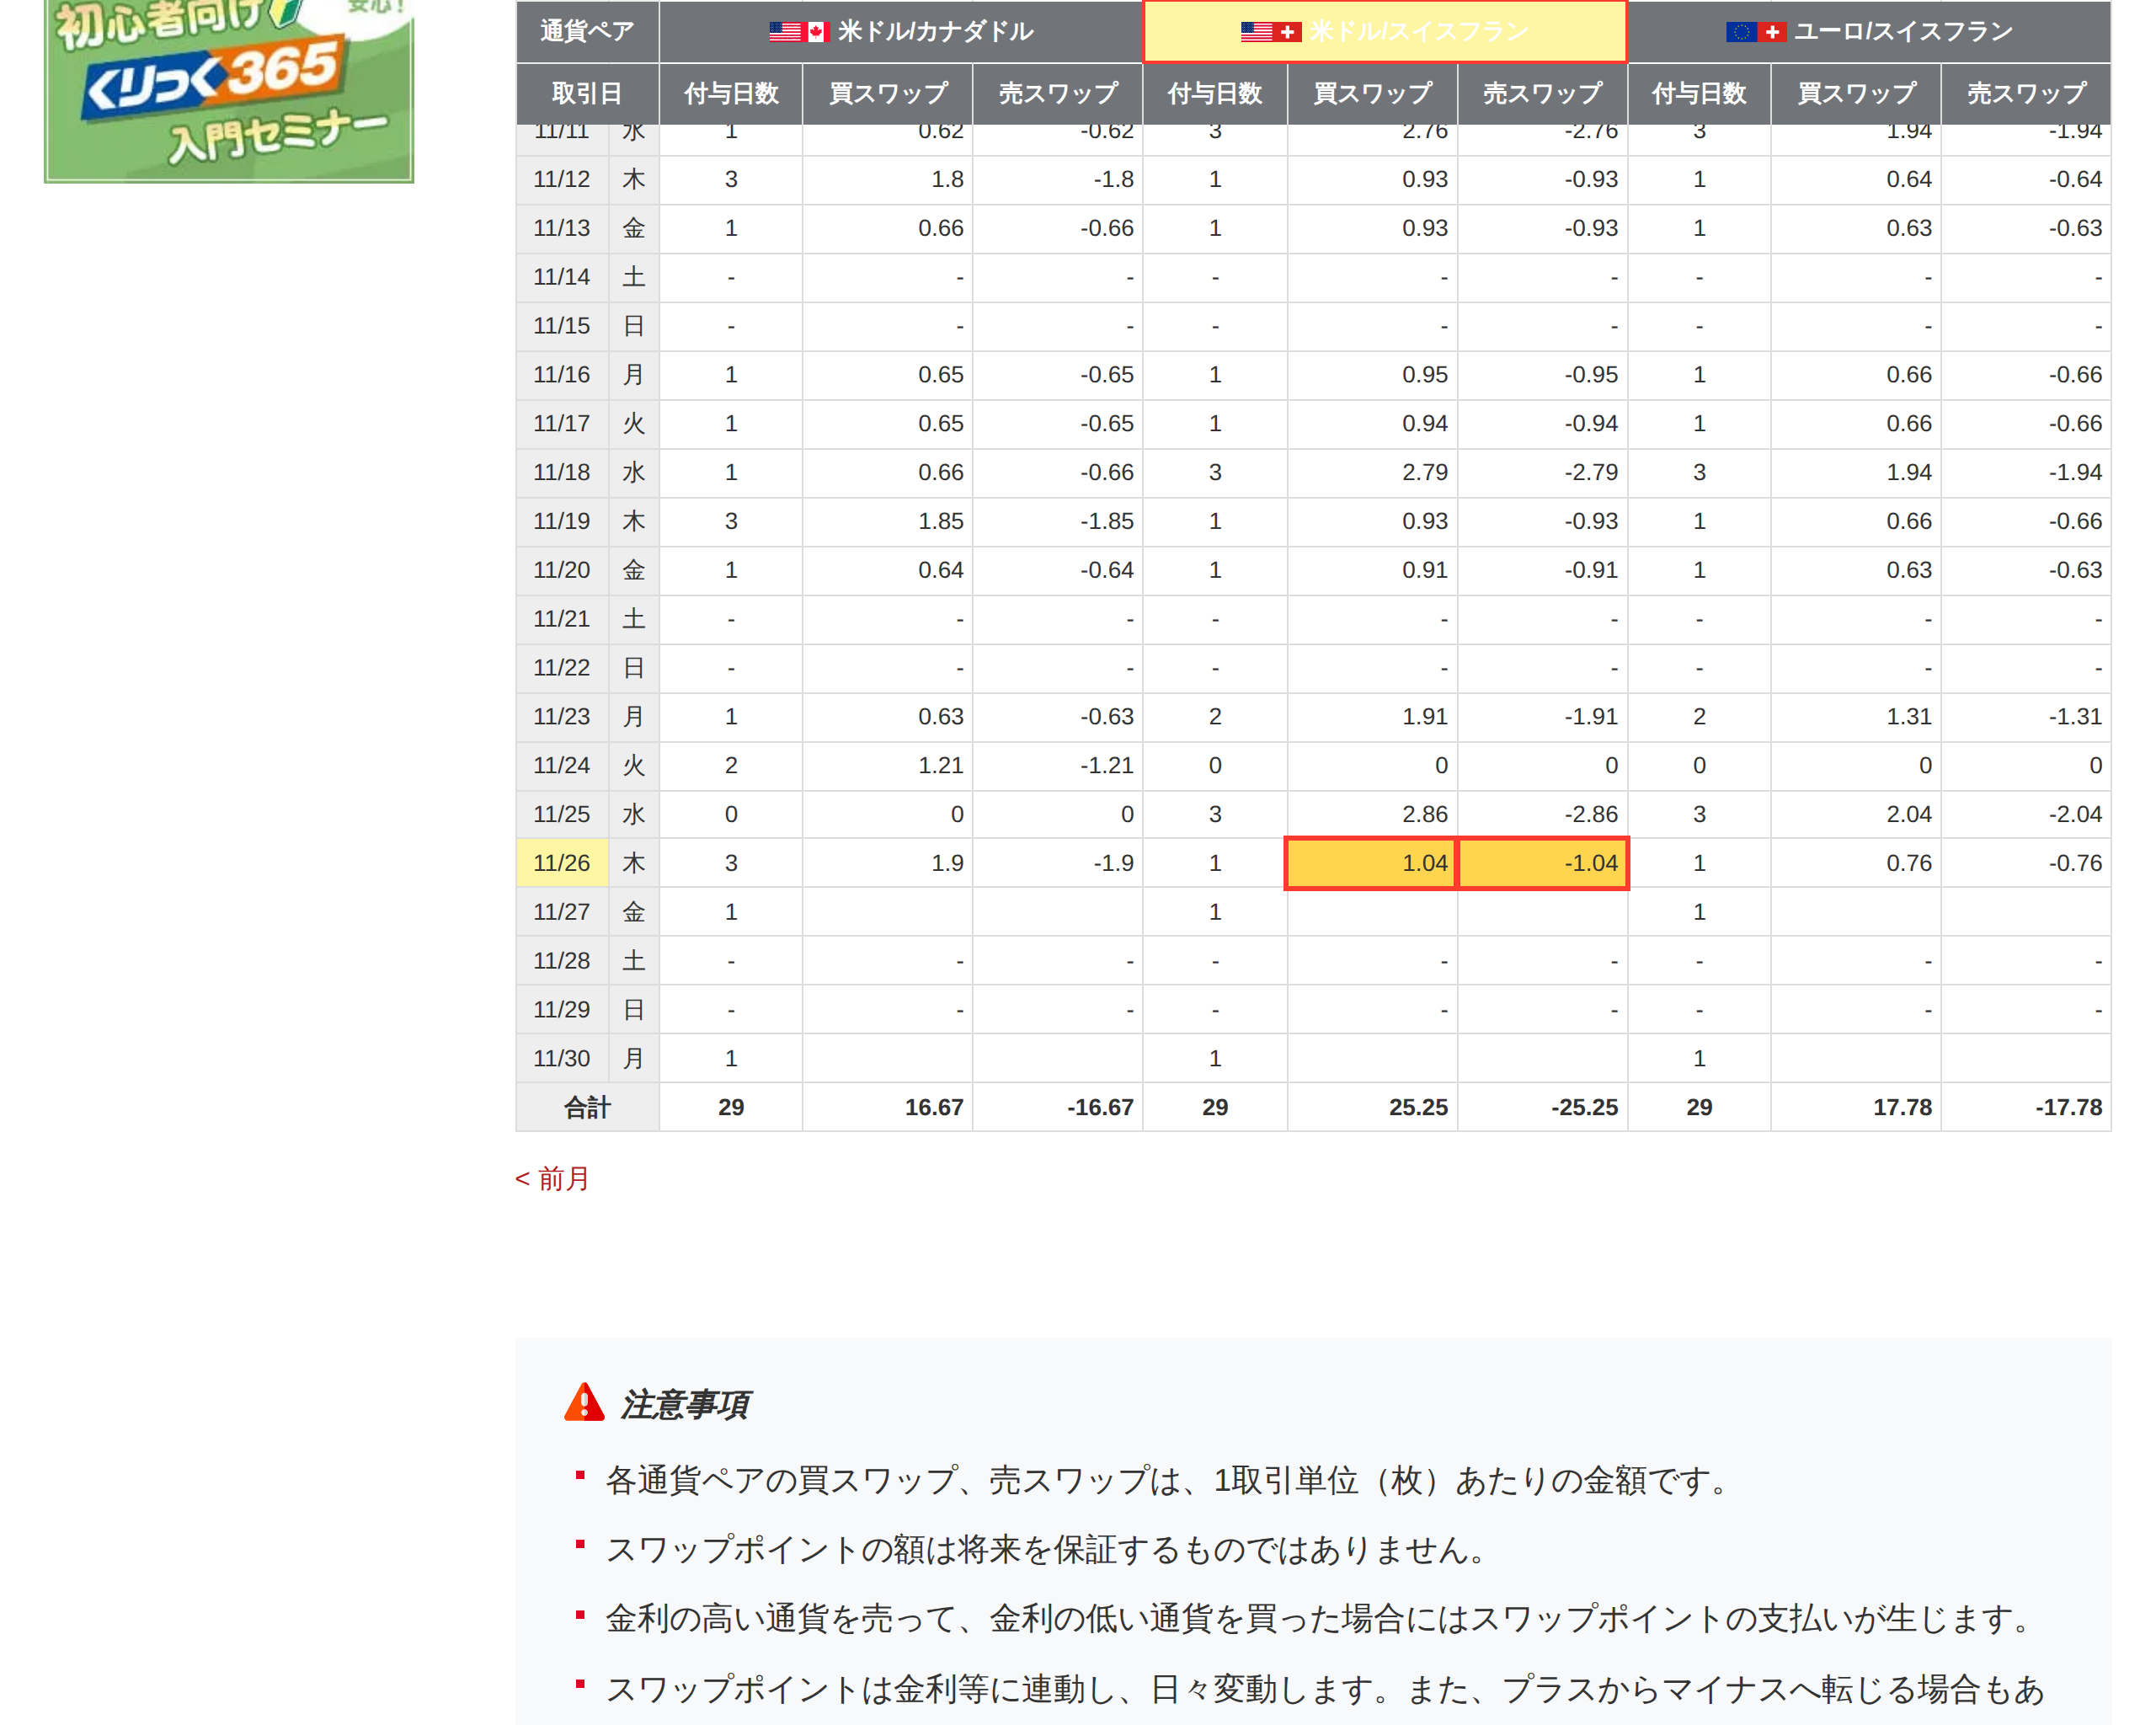 初心者向け
安心!
くりっく365
入門セミナー
通貨ペア 米ドル/カナダドル 米ドル/スイスフラン ユーロ/スイスフラン
取引日 付与日数 買スワップ 売スワップ 付与日数 買スワップ 売スワップ 付与日数 買スワップ 売スワップ
11/11 水 1 0.62 -0.62 3 2.76 -2.76 3 1.94 -1.94
11/12 木 3 1.8 -1.8 1 0.93 -0.93 1 0.64 -0.64
11/13 金 1 0.66 -0.66 1 0.93 -0.93 1 0.63 -0.63
11/14 土 - - - - - - - - -
11/15 日 - - - - - - - - -
11/16 月 1 0.65 -0.65 1 0.95 -0.95 1 0.66 -0.66
11/17 火 1 0.65 -0.65 1 0.94 -0.94 1 0.66 -0.66
11/18 水 1 0.66 -0.66 3 2.79 -2.79 3 1.94 -1.94
11/19 木 3 1.85 -1.85 1 0.93 -0.93 1 0.66 -0.66
11/20 金 1 0.64 -0.64 1 0.91 -0.91 1 0.63 -0.63
11/21 土 - - - - - - - - -
11/22 日 - - - - - - - - -
11/23 月 1 0.63 -0.63 2 1.91 -1.91 2 1.31 -1.31
11/24 火 2 1.21 -1.21 0 0 0 0 0 0
11/25 水 0 0 0 3 2.86 -2.86 3 2.04 -2.04
11/26 木 3 1.9 -1.9 1 1.04 -1.04 1 0.76 -0.76
11/27 金 1 1 1
11/28 土 - - - - - - - - -
11/29 日 - - - - - - - - -
11/30 月 1 1 1
合計 29 16.67 -16.67 29 25.25 -25.25 29 17.78 -17.78
< 前月
注意事項
各通貨ペアの買スワップ、売スワップは、1取引単位（枚）あたりの金額です。
スワップポイントの額は将来を保証するものではありません。
金利の高い通貨を売って、金利の低い通貨を買った場合にはスワップポイントの支払いが生じます。
スワップポイントは金利等に連動し、日々変動します。また、プラスからマイナスへ転じる場合もあ